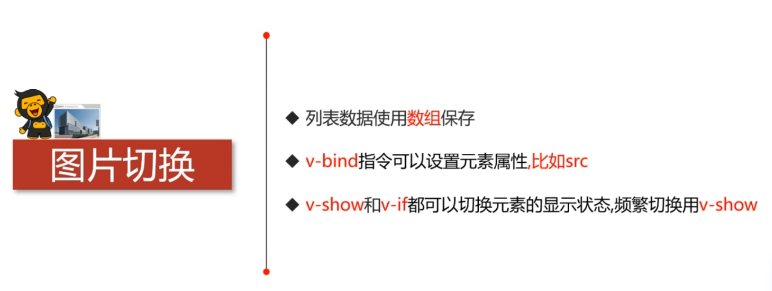 图片切换
◆ 列表数据使用数组保存
◆ v-bind指令可以设置元素属性,比如src
◆ v-show和v-if都可以切换元素的显示状态,频繁切换用v-show